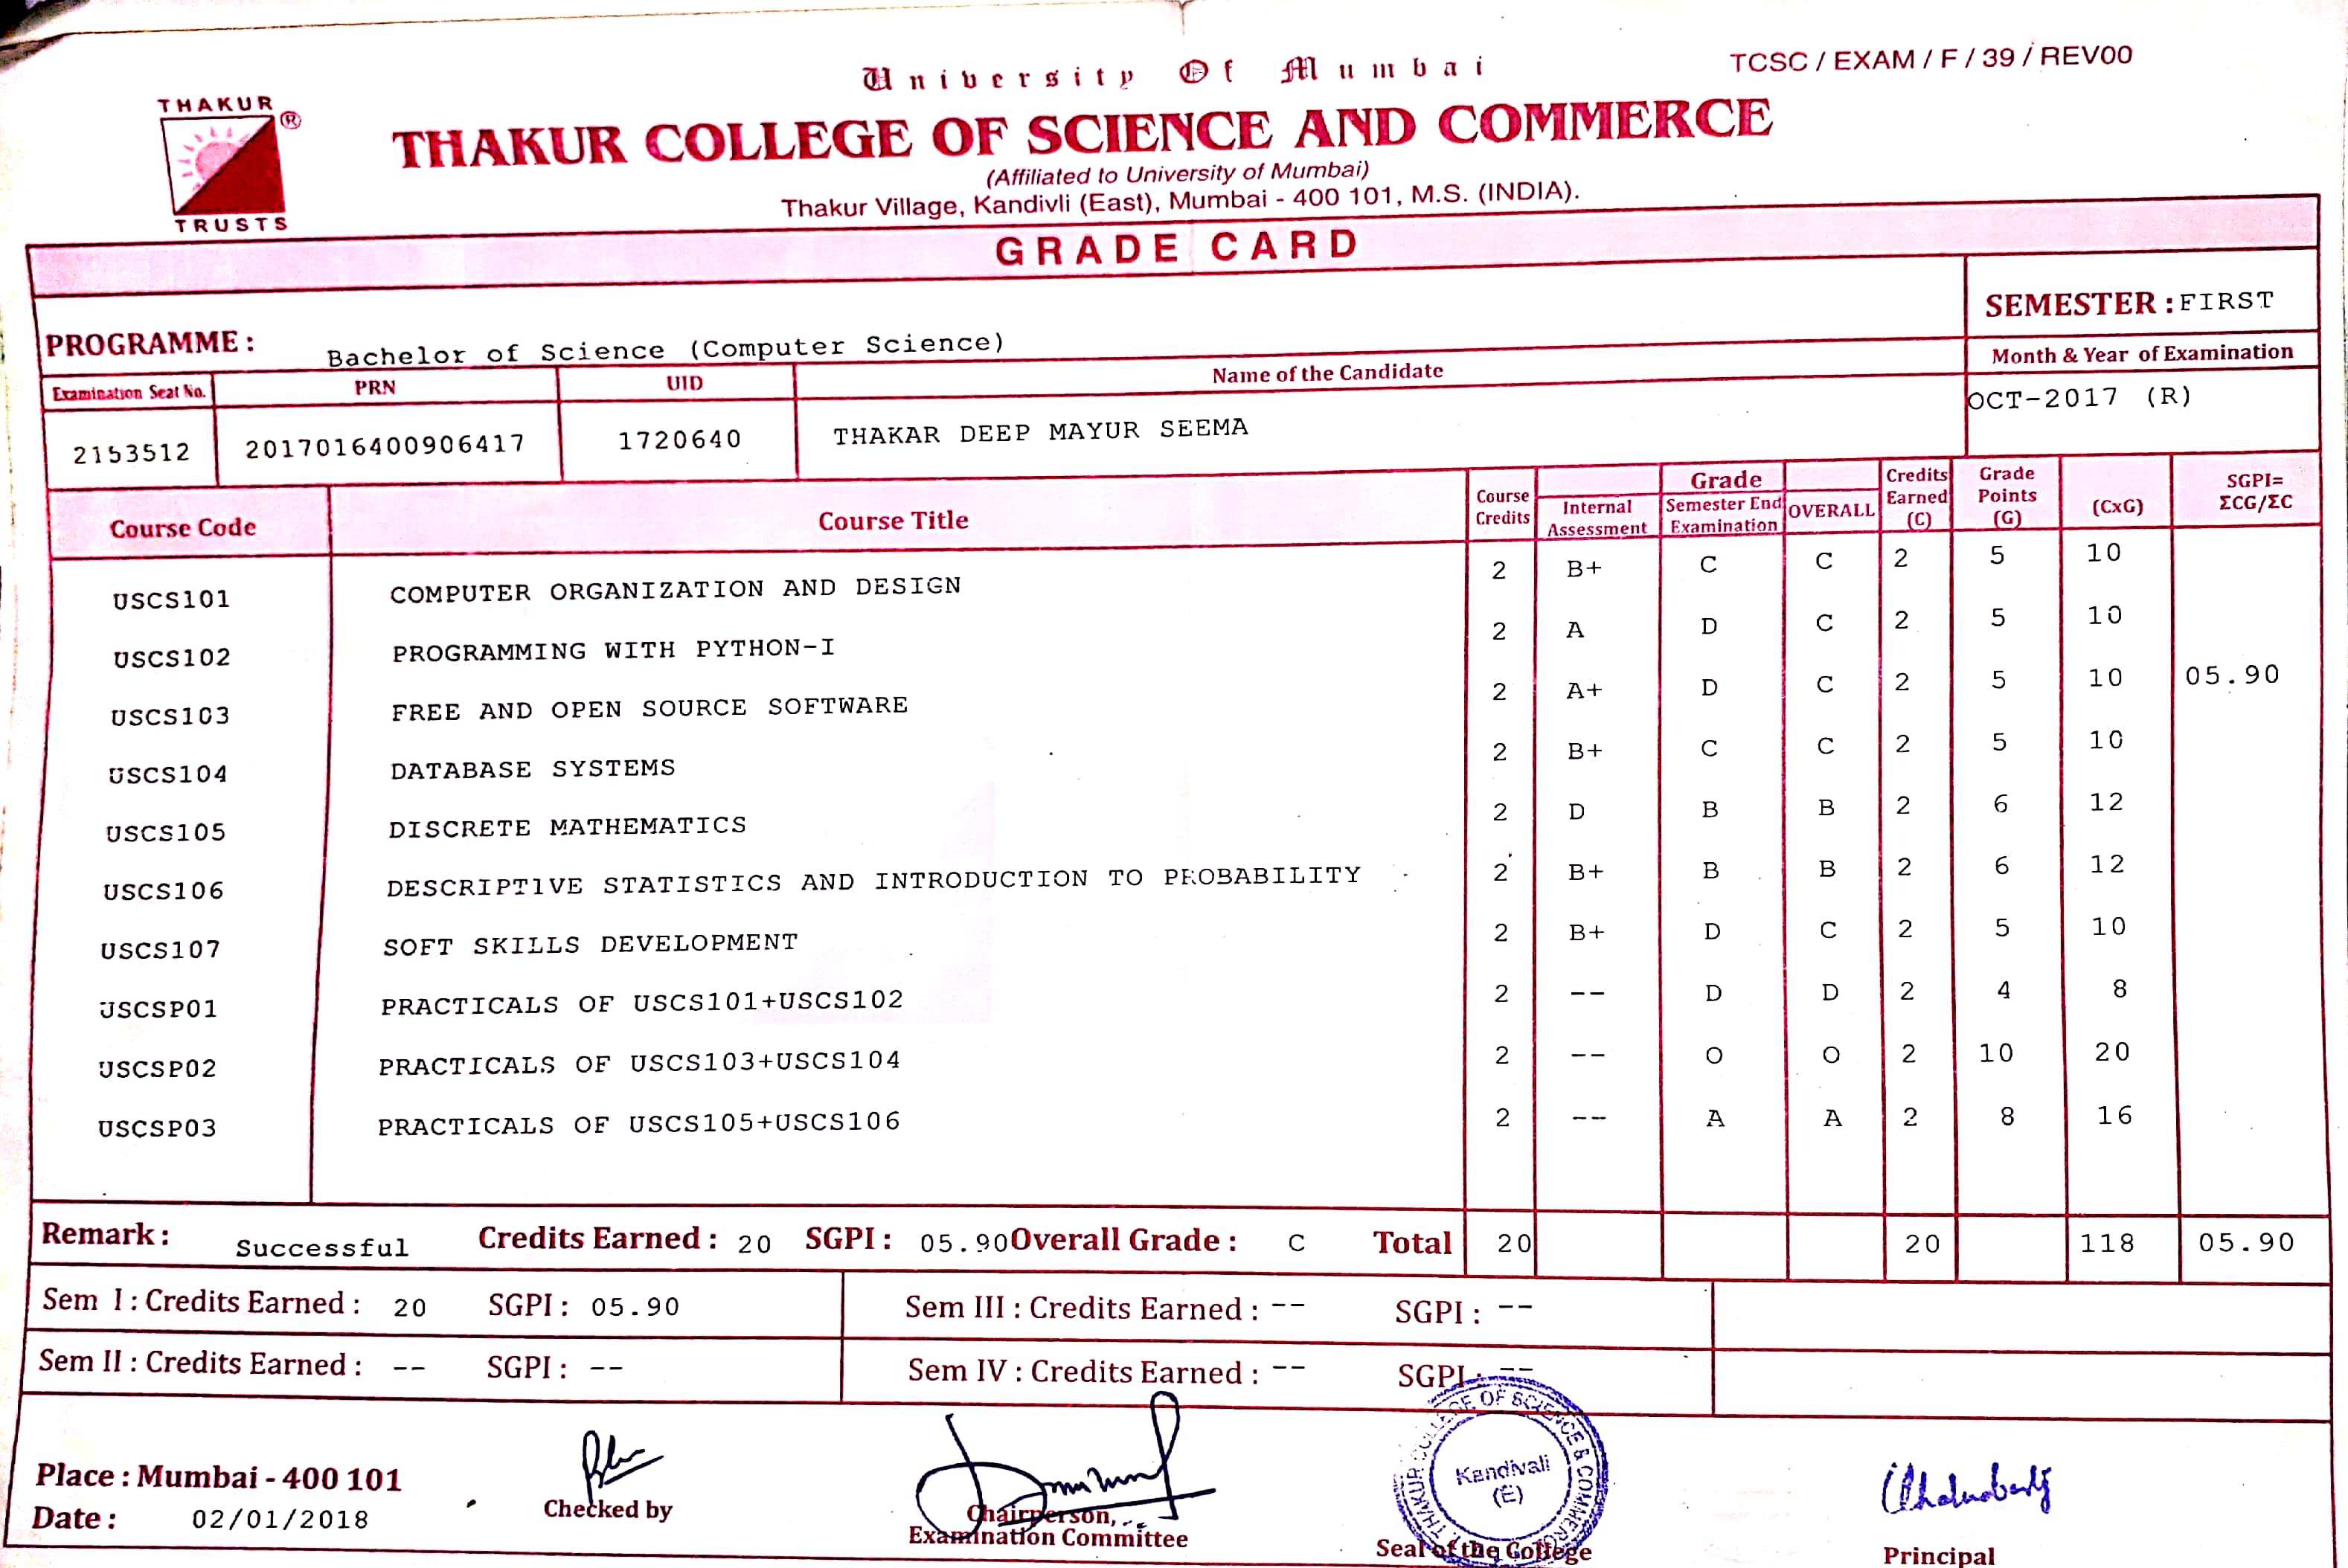 University Of Mumbai
TCSC / EXAM / F / 39 / REV00
THAKUR
®
TRUSTS
THAKUR COLLEGE OF SCIENCE AND COMMERCE
(Affiliated to University of Mumbai)
Thakur Village, Kandivli (East), Mumbai - 400 101, M.S. (INDIA).
GRADE CARD
PROGRAMME : Bachelor of Science (Computer Science)
SEMESTER : FIRST
Examination Seat No. PRN UID Name of the Candidate Month & Year of Examination
2153512 2017016400906417 1720640 THAKAR DEEP MAYUR SEEMA OCT-2017 (R)
Course Code Course Title Course Credits Grade Internal Assessment Semester End Examination OVERALL Credits Earned (C) Grade Points (G) (CxG) SGPI= ΣCG/ΣC
USCS101 COMPUTER ORGANIZATION AND DESIGN 2 B+ C C 2 5 10
USCS102 PROGRAMMING WITH PYTHON-I 2 A D C 2 5 10
USCS103 FREE AND OPEN SOURCE SOFTWARE 2 A+ D C 2 5 10 05.90
USCS104 DATABASE SYSTEMS 2 B+ C C 2 5 10
USCS105 DISCRETE MATHEMATICS 2 D B B 2 6 12
USCS106 DESCRIPTIVE STATISTICS AND INTRODUCTION TO PROBABILITY 2 B+ B B 2 6 12
USCS107 SOFT SKILLS DEVELOPMENT 2 B+ D C 2 5 10
USCSP01 PRACTICALS OF USCS101+USCS102 2 -- D D 2 4 8
USCSP02 PRACTICALS OF USCS103+USCS104 2 -- O O 2 10 20
USCSP03 PRACTICALS OF USCS105+USCS106 2 -- A A 2 8 16
Remark : Successful Credits Earned : 20 SGPI : 05.90 Overall Grade : C Total 20 20 118 05.90
Sem I : Credits Earned : 20 SGPI : 05.90 Sem III : Credits Earned : -- SGPI : --
Sem II : Credits Earned : -- SGPI : -- Sem IV : Credits Earned : -- SGPI : --
Place : Mumbai - 400 101
Date : 02/01/2018
Checked by
Chairperson,
Examination Committee
THAKUR COLLEGE OF SCIENCE & COMMERCE
Kandivali
(E)
Seal of the College
Principal